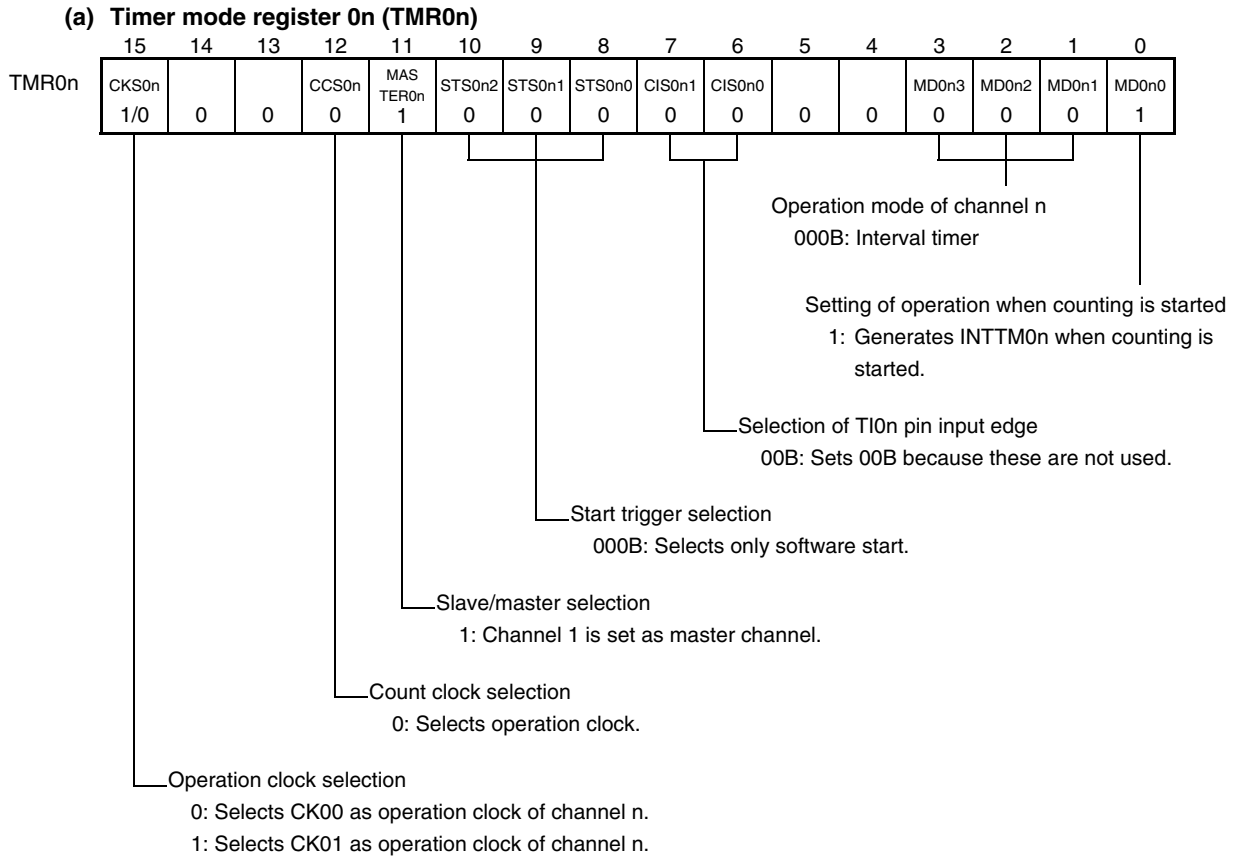 (a) Timer mode register 0n (TMR0n)
15 14 13 12 11 10 9 8 7 6 5 4 3 2 1 0
TMR0n CKS0n CCS0n MAS TER0n STS0n2 STS0n1 STS0n0 CIS0n1 CIS0n0 MD0n3 MD0n2 MD0n1 MD0n0
1/0 0 0 0 1 0 0 0 0 0 0 0 0 0 0 1
Operation mode of channel n
000B: Interval timer
Setting of operation when counting is started
1: Generates INTTM0n when counting is
started.
Selection of TI0n pin input edge
00B: Sets 00B because these are not used.
Start trigger selection
000B: Selects only software start.
Slave/master selection
1: Channel 1 is set as master channel.
Count clock selection
0: Selects operation clock.
Operation clock selection
0: Selects CK00 as operation clock of channel n.
1: Selects CK01 as operation clock of channel n.